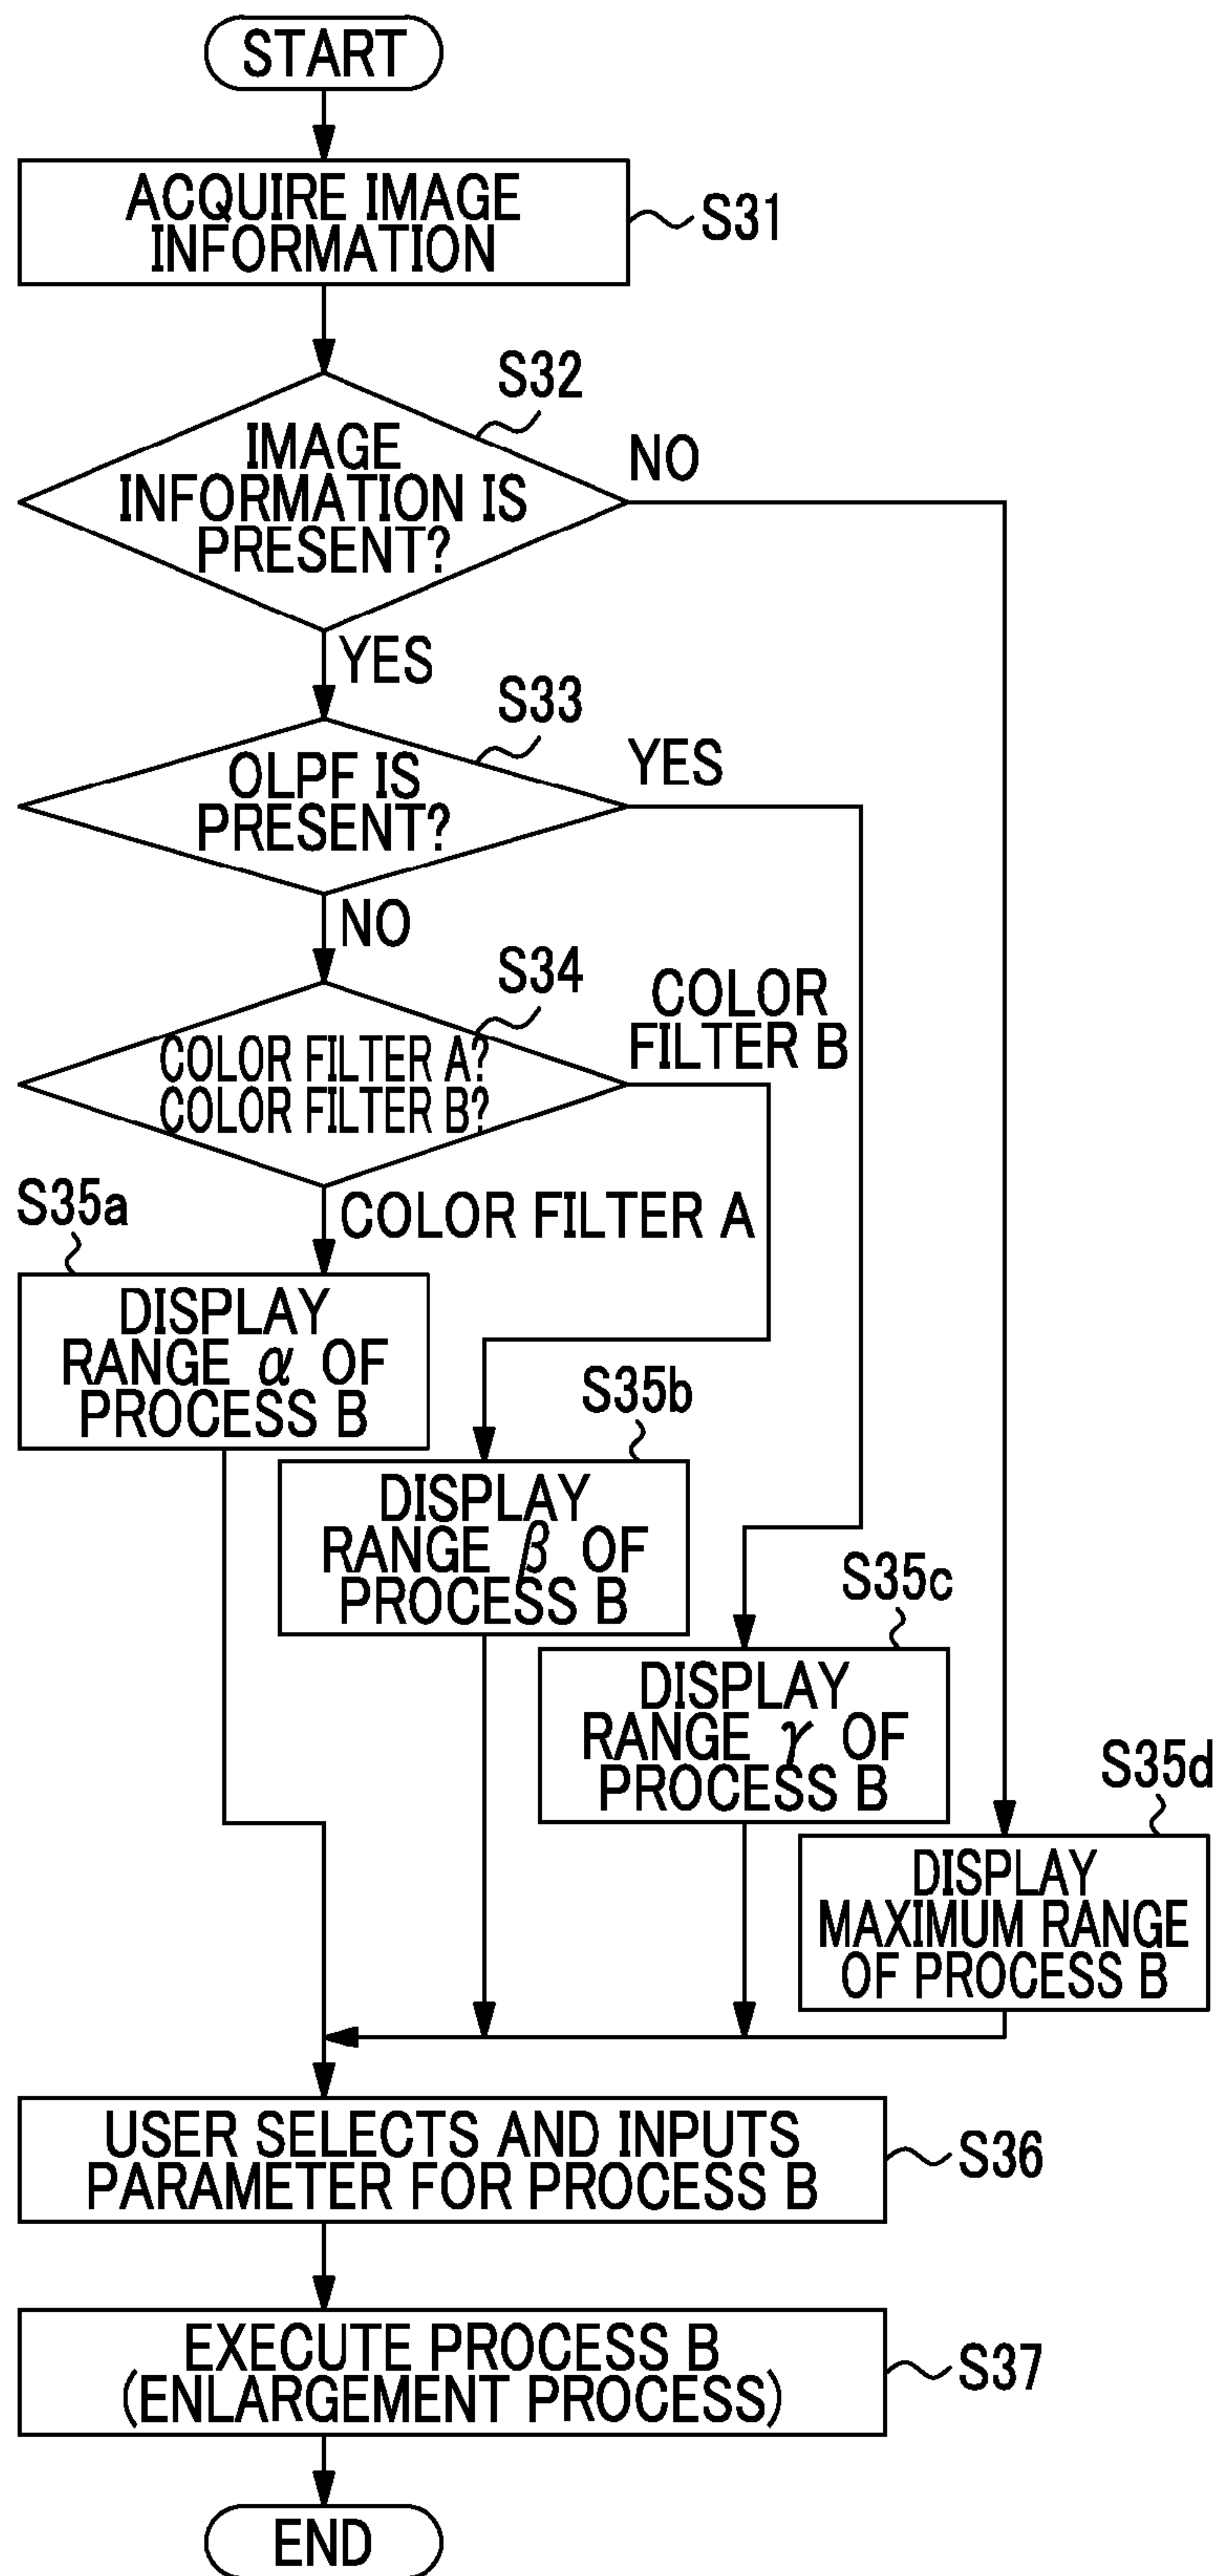 START
ACQUIRE IMAGE
INFORMATION
S31
S32
IMAGE
INFORMATION IS
PRESENT?
NO
YES
S33
OLPF IS
PRESENT?
YES
NO
S34
COLOR FILTER A?
COLOR FILTER B?
COLOR
FILTER B
COLOR FILTER A
S35a
DISPLAY
RANGE α OF
PROCESS B
S35b
DISPLAY
RANGE β OF
PROCESS B
S35c
DISPLAY
RANGE γ OF
PROCESS B
S35d
DISPLAY
MAXIMUM RANGE
OF PROCESS B
USER SELECTS AND INPUTS
PARAMETER FOR PROCESS B
S36
EXECUTE PROCESS B
(ENLARGEMENT PROCESS)
S37
END